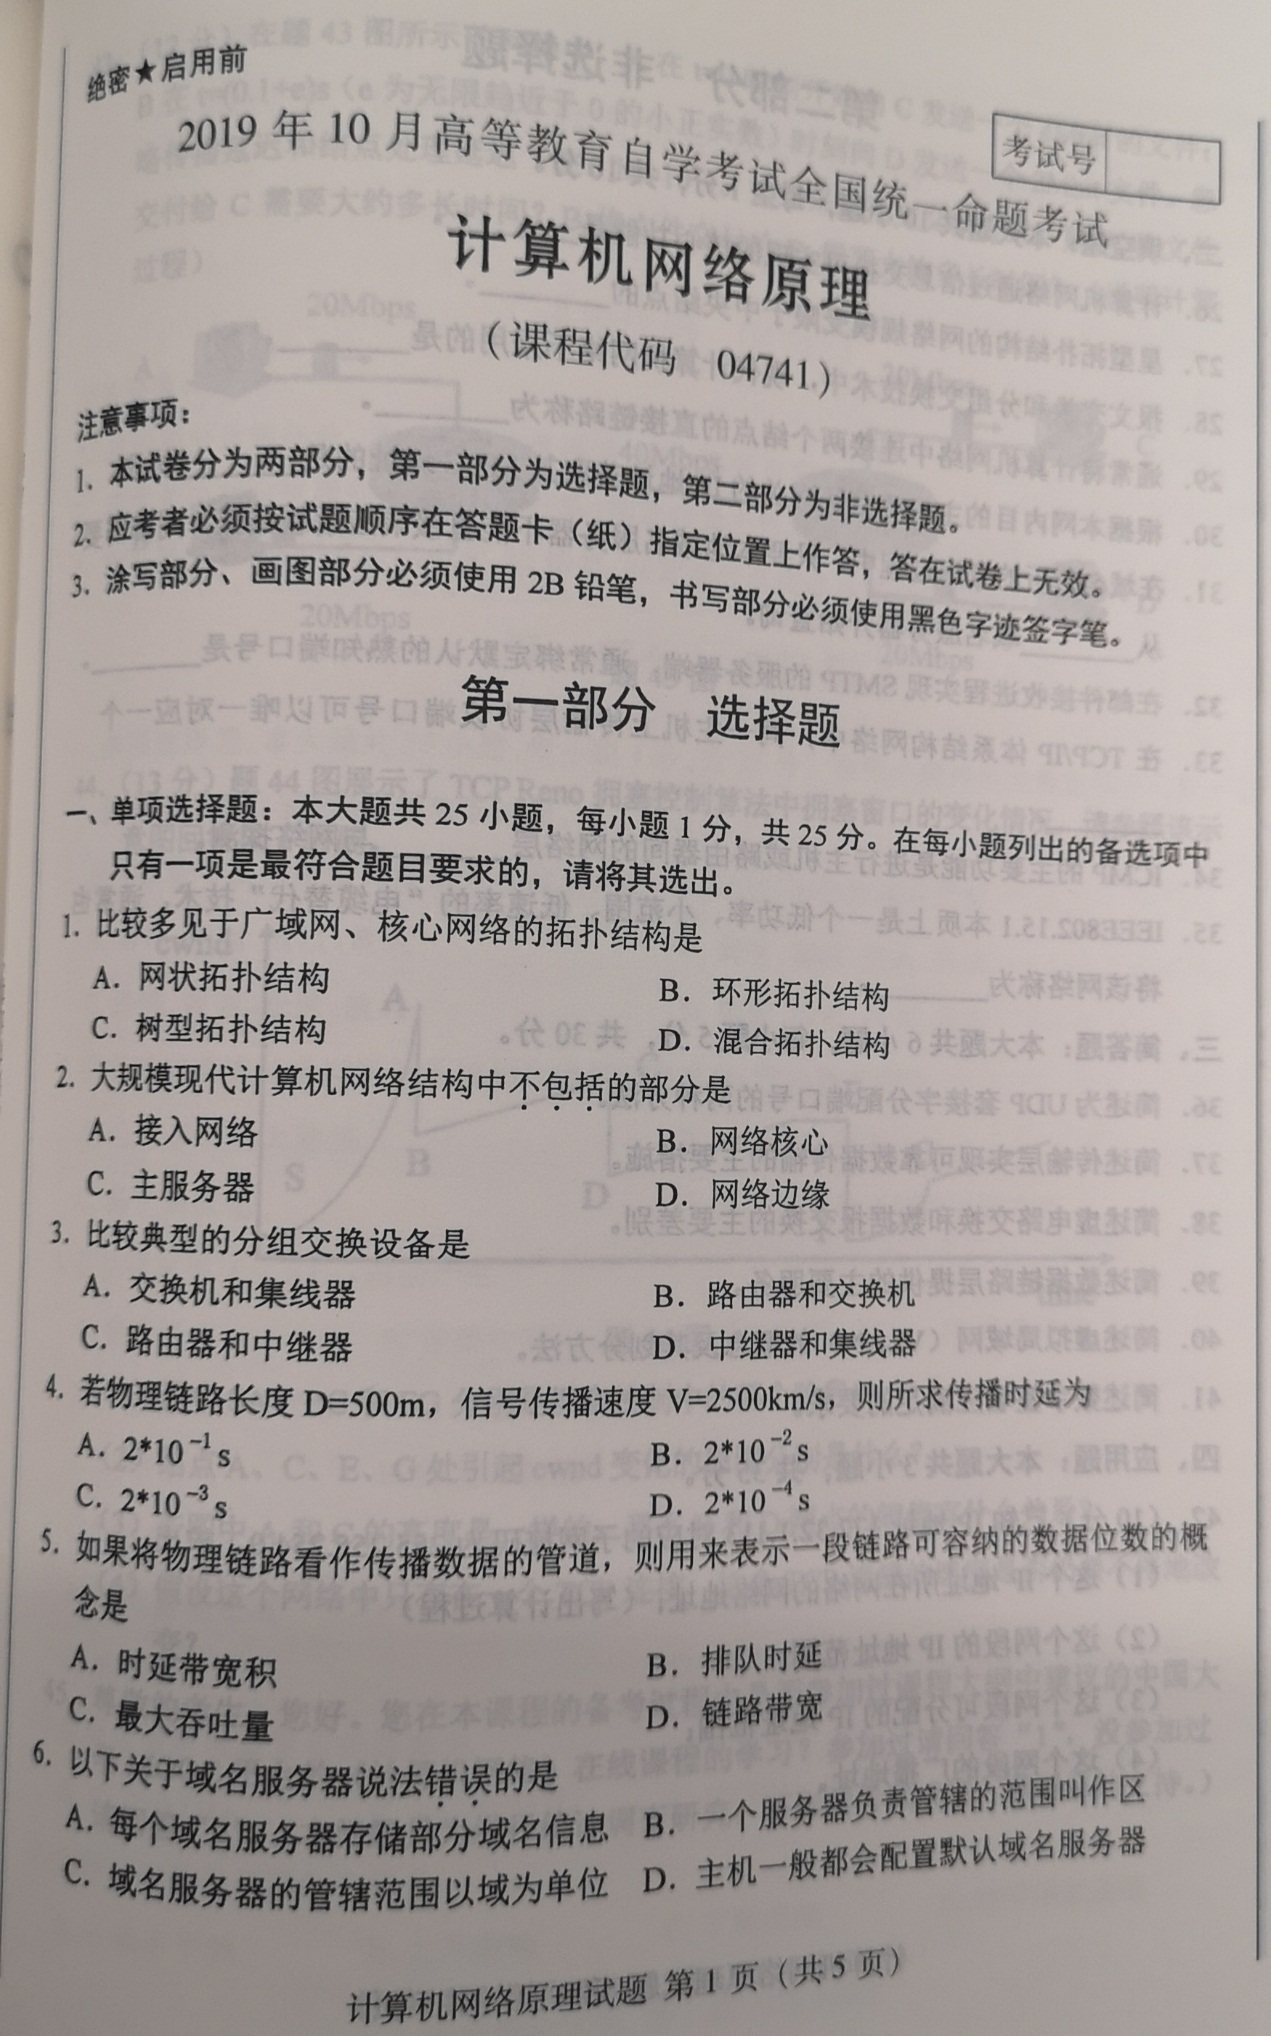 绝密★启用前
考试号
2019 年 10 月高等教育自学考试全国统一命题考试
计算机网络原理
(课程代码 04741)
注意事项：
1. 本试卷分为两部分，第一部分为选择题，第二部分为非选择题。
2. 应考者必须按试题顺序在答题卡（纸）指定位置上作答，答在试卷上无效。
3. 涂写部分、画图部分必须使用 2B 铅笔，书写部分必须使用黑色字迹签字笔。
第一部分 选择题
一、单项选择题：本大题共 25 小题，每小题 1 分，共 25 分。在每小题列出的备选项中
只有一项是最符合题目要求的，请将其选出。
1. 比较多见于广域网、核心网络的拓扑结构是
A. 网状拓扑结构 B. 环形拓扑结构
C. 树型拓扑结构 D. 混合拓扑结构
2. 大规模现代计算机网络结构中不包括的部分是
A. 接入网络 B. 网络核心
C. 主服务器 D. 网络边缘
3. 比较典型的分组交换设备是
A. 交换机和集线器 B. 路由器和交换机
C. 路由器和中继器 D. 中继器和集线器
4. 若物理链路长度 D=500m，信号传播速度 V=2500km/s，则所求传播时延为
A. 2*10⁻¹s B. 2*10⁻²s
C. 2*10⁻³s D. 2*10⁻⁴s
5. 如果将物理链路看作传播数据的管道，则用来表示一段链路可容纳的数据位数的概
念是
A. 时延带宽积 B. 排队时延
C. 最大吞吐量 D. 链路带宽
6. 以下关于域名服务器说法错误的是
A. 每个域名服务器存储部分域名信息 B. 一个服务器负责管辖的范围叫作区
C. 域名服务器的管辖范围以域为单位 D. 主机一般都会配置默认域名服务器
计算机网络原理试题 第 1 页（共 5 页）